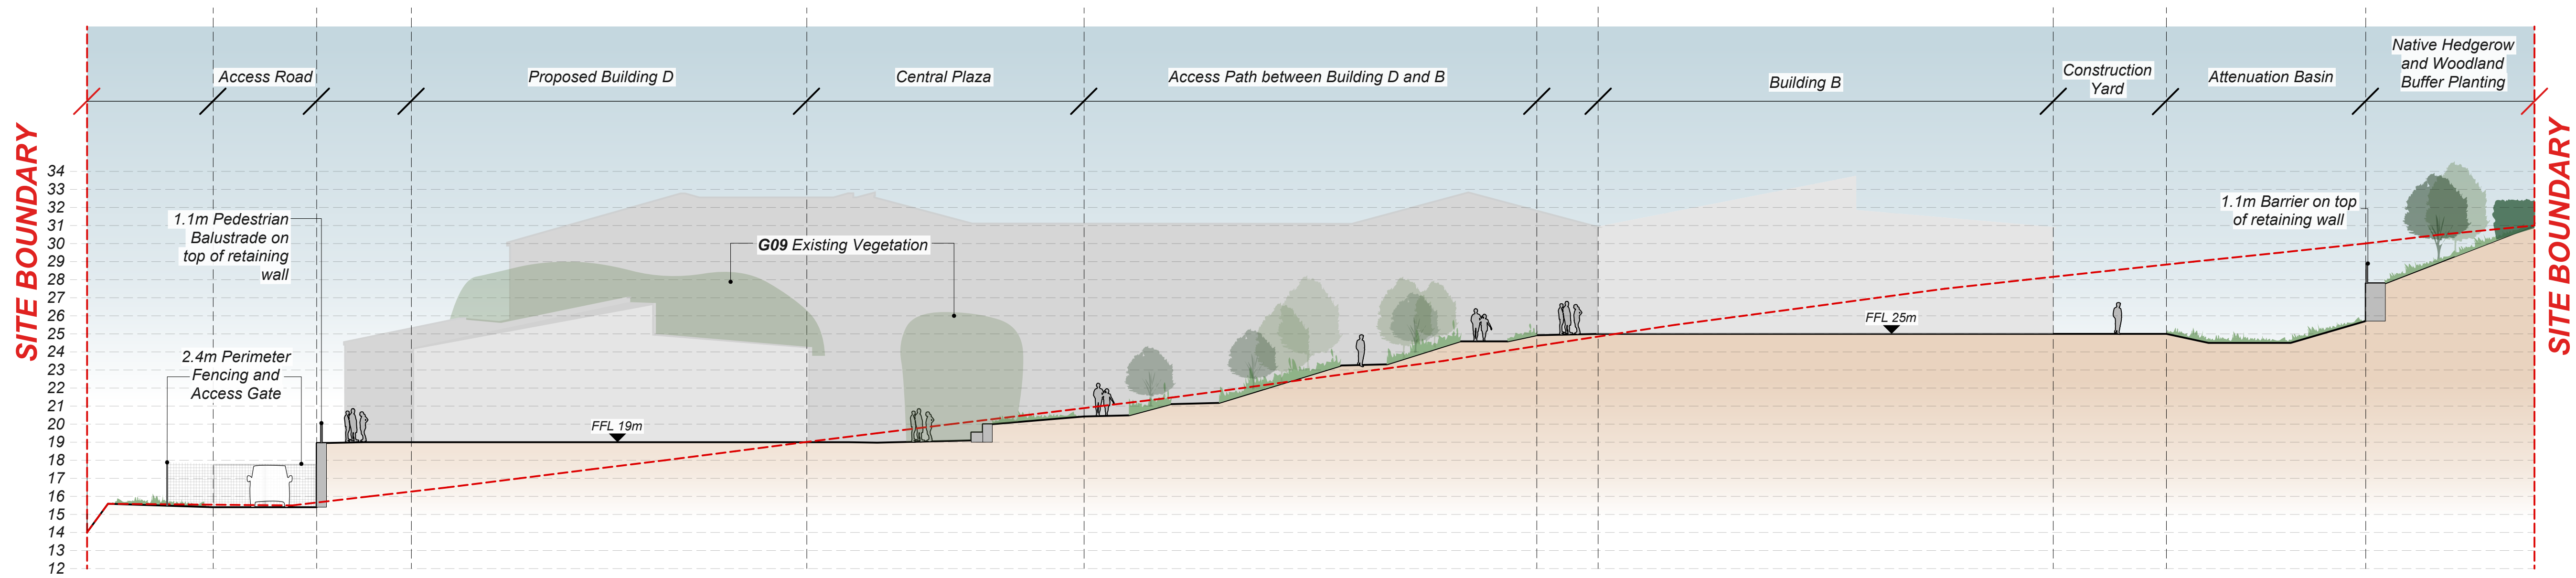 SITE BOUNDARY
Access Road
Proposed Building D
Central Plaza
Access Path between Building D and B
Building B
Construction
Yard
Attenuation Basin
Native Hedgerow
and Woodland
Buffer Planting
SITE BOUNDARY
34
33
32
31
30
29
28
27
26
25
24
23
22
21
20
19
18
17
16
15
14
13
12
1.1m Pedestrian
Balustrade on
top of retaining
wall
2.4m Perimeter
Fencing and
Access Gate
G09 Existing Vegetation
FFL 19m
FFL 25m
1.1m Barrier on top
of retaining wall